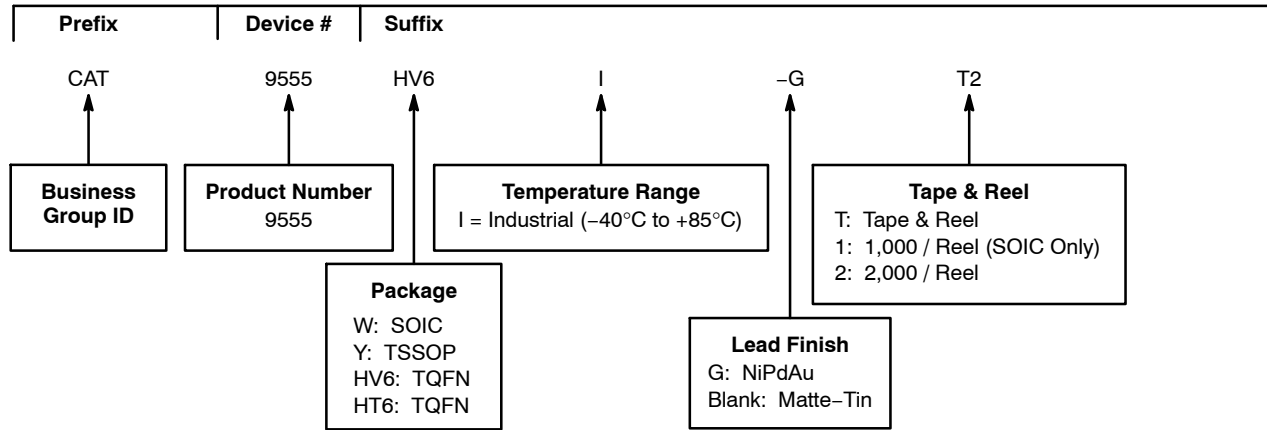 Prefix Device # Suffix
CAT 9555 HV6 I –G T2
Business
Group ID
Product Number
9555
Temperature Range
I = Industrial (–40°C to +85°C)
Tape & Reel
T: Tape & Reel
1: 1,000 / Reel (SOIC Only)
2: 2,000 / Reel
Package
W: SOIC
Y: TSSOP
HV6: TQFN
HT6: TQFN
Lead Finish
G: NiPdAu
Blank: Matte–Tin